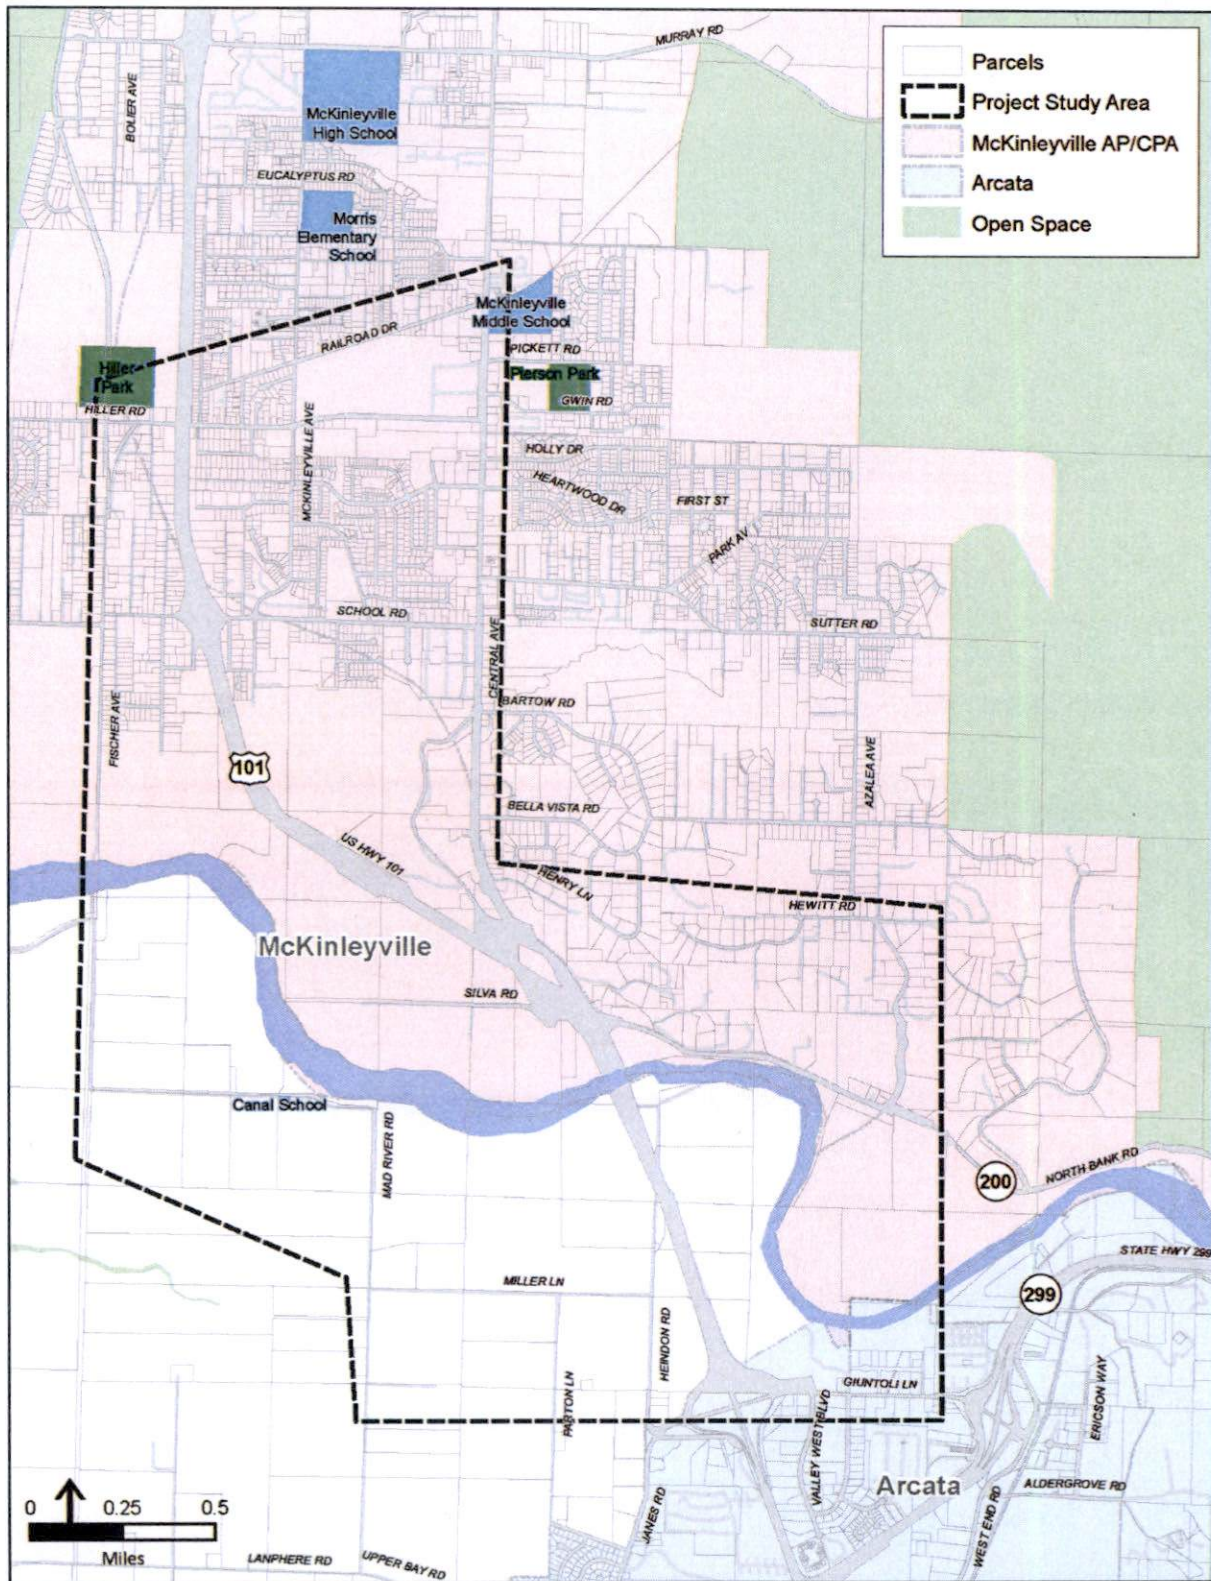 MURRAY RD
Parcels
Project Study Area
McKinleyville AP/CPA
Arcata
Open Space
BOLIER AVE
McKinleyville
High School
EUCALYPTUS RD
Morris
Elementary
School
McKinleyville
Middle School
RAILROAD DR
PICKETT RD
Hiller
Park
Pierson Park
HILLER RD
GWIN RD
MCKINLEYVILLE AVE
HOLLY DR
HEARTWOOD DR
FIRST ST
PARK AV
SCHOOL RD
SUTTER RD
CENTRAL AVE
BARTOW RD
FISCHER AVE
101
AZALEA AVE
BELLA VISTA RD
US HWY 101
HENRY LN
HEWITT RD
McKinleyville
SILVA RD
Canal School
MAD RIVER RD
200
NORTH BANK RD
STATE HWY 299
MILLER LN
299
HEINDON RD
PARTON LN
GIUNTOLI LN
VALLEY WEST BLVD
ERICSON WAY
Arcata
ALDERGROVE RD
JANES RD
WEST END RD
0 0.25 0.5
Miles
LANPHERE RD
UPPER BAY RD